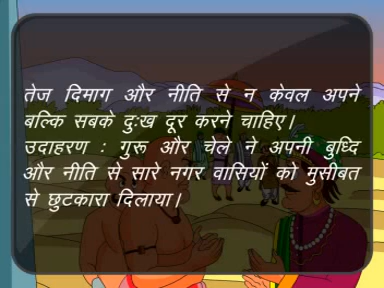 तेज दिमाग और नीति से न केवल अपने
बल्कि सबके दुःख दूर करने चाहिए।
उदाहरण : गुरू और चेले ने अपनी बुध्दि
और नीति से सारे नगर वासियों को मुसीबत
से छुटकारा दिलाया।